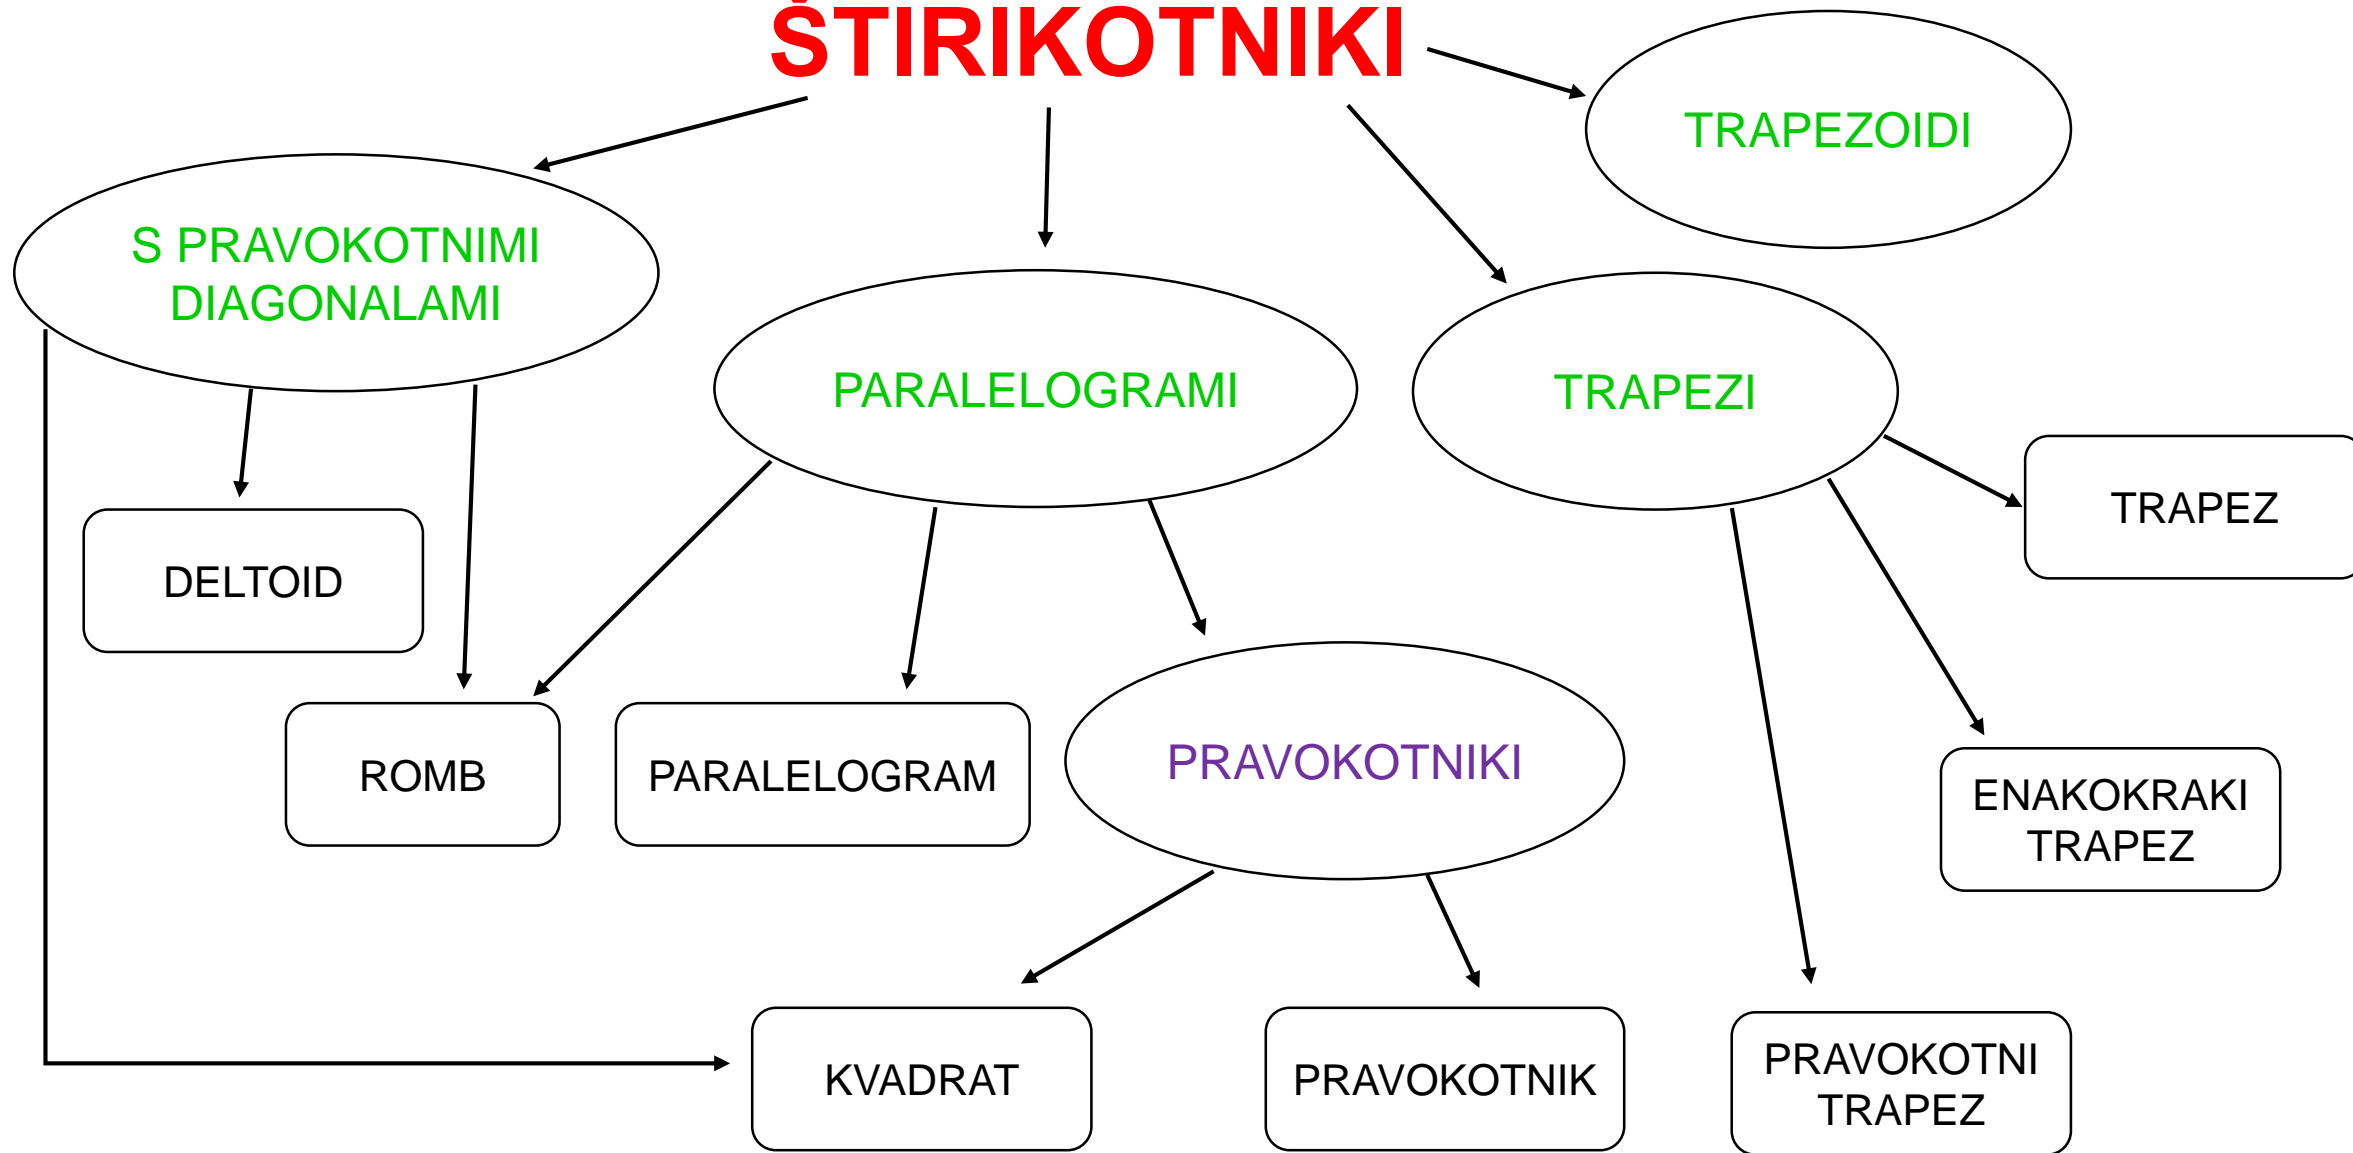 ŠTIRIKOTNIKI
TRAPEZOIDI
S PRAVOKOTNIMI
DIAGONALAMI
PARALELOGRAMI
TRAPEZI
TRAPEZ
DELTOID
ROMB
PARALELOGRAM
PRAVOKOTNIKI
ENAKOKRAKI
TRAPEZ
KVADRAT
PRAVOKOTNIK
PRAVOKOTNI
TRAPEZ